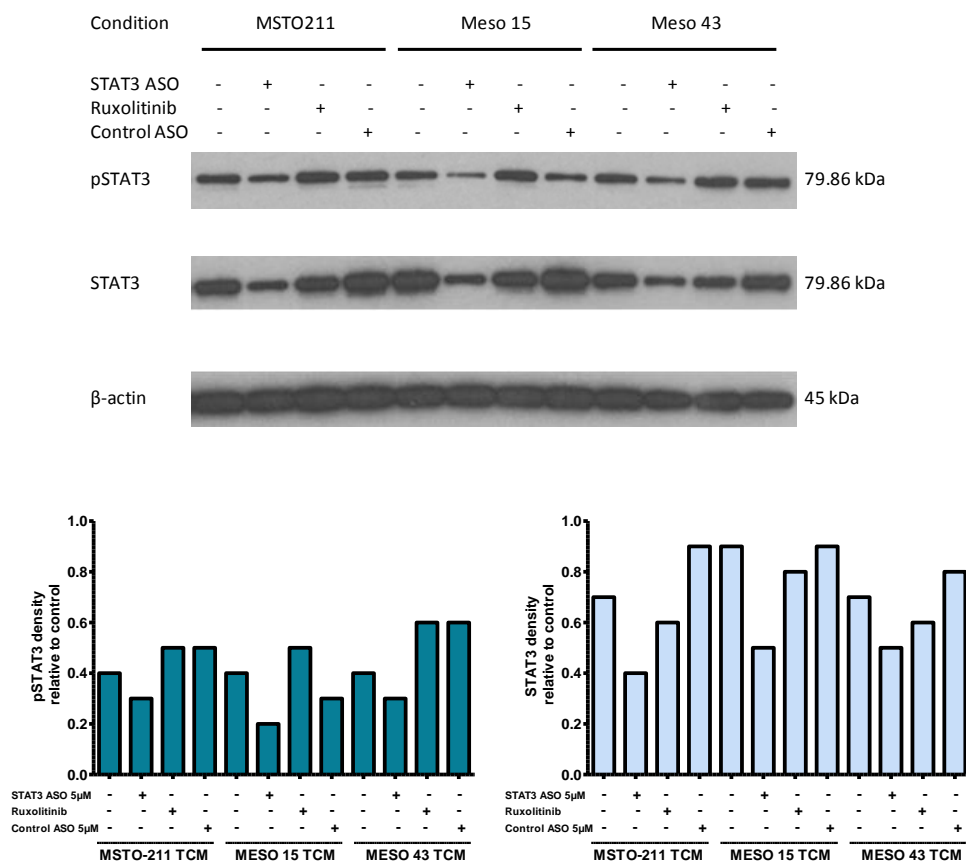 Condition MSTO211 Meso 15 Meso 43
STAT3 ASO - + - - - + - - - + - -
Ruxolitinib - - + - - - + - - - + -
Control ASO - - - + - - - + - - - +
pSTAT3 79.86 kDa
STAT3 79.86 kDa
β-actin 45 kDa
pSTAT3 density
relative to control
1.0
0.8
0.6
0.4
0.2
0.0
STAT3 ASO 5µM - + - - - + - - - + - -
Ruxolitinib - - + - - - + - - - + -
Control ASO 5µM - - - + - - - + - - - +
MSTO-211 TCM MESO 15 TCM MESO 43 TCM
STAT3 density
relative to control
1.0
0.8
0.6
0.4
0.2
0.0
STAT3 ASO 5µM - + - - - + - - - + - -
Ruxolitinib - - + - - - + - - - + -
Control ASO 5µM - - - + - - - + - - - +
MSTO-211 TCM MESO 15 TCM MESO 43 TCM